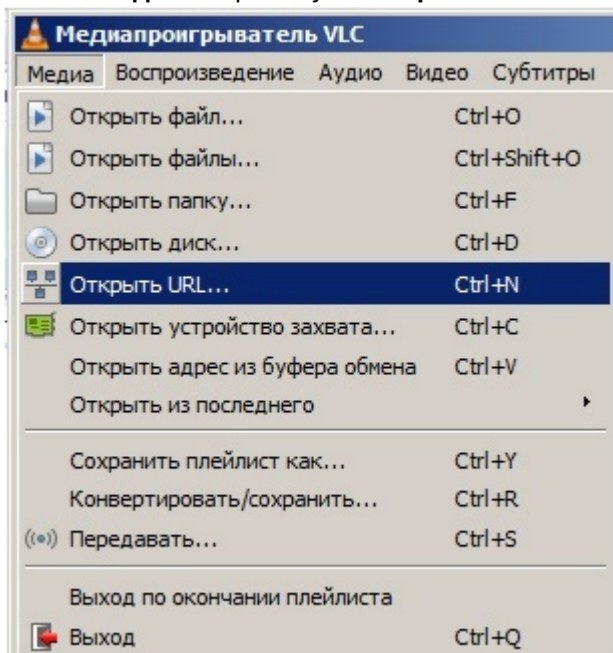 Медиапроигрыватель VLC
Медиа Воспроизведение Аудио Видео Субтитры
Открыть файл... Ctrl+O
Открыть файлы... Ctrl+Shift+O
Открыть папку... Ctrl+F
Открыть диск... Ctrl+D
Открыть URL... Ctrl+N
Открыть устройство захвата... Ctrl+C
Открыть адрес из буфера обмена Ctrl+V
Открыть из последнего
Сохранить плейлист как... Ctrl+Y
Конвертировать/сохранить... Ctrl+R
Передавать... Ctrl+S
Выход по окончании плейлиста
Выход Ctrl+Q